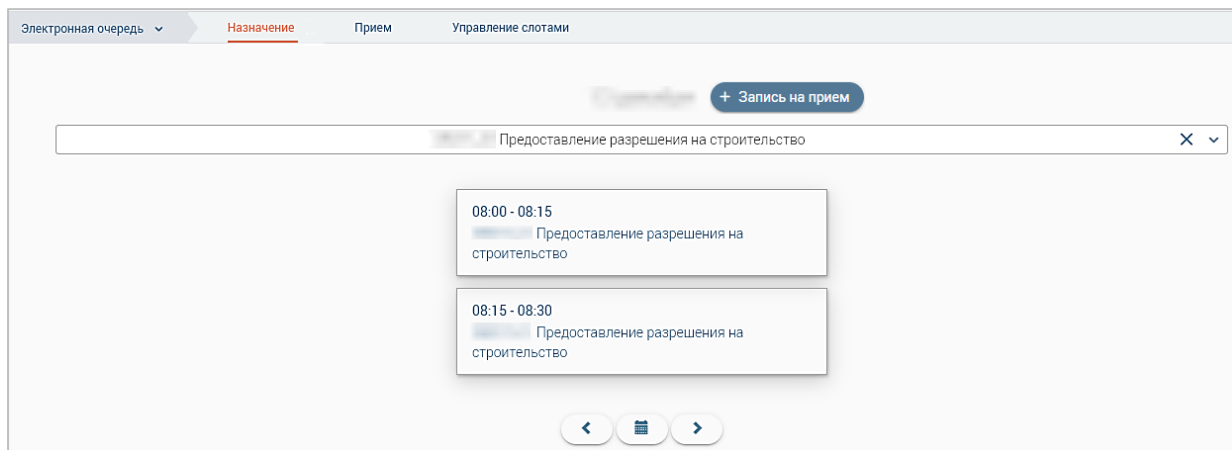 Электронная очередь Назначение Прием Управление слотами
+ Запись на прием
Предоставление разрешения на строительство
08:00 - 08:15
Предоставление разрешения на
строительство
08:15 - 08:30
Предоставление разрешения на
строительство